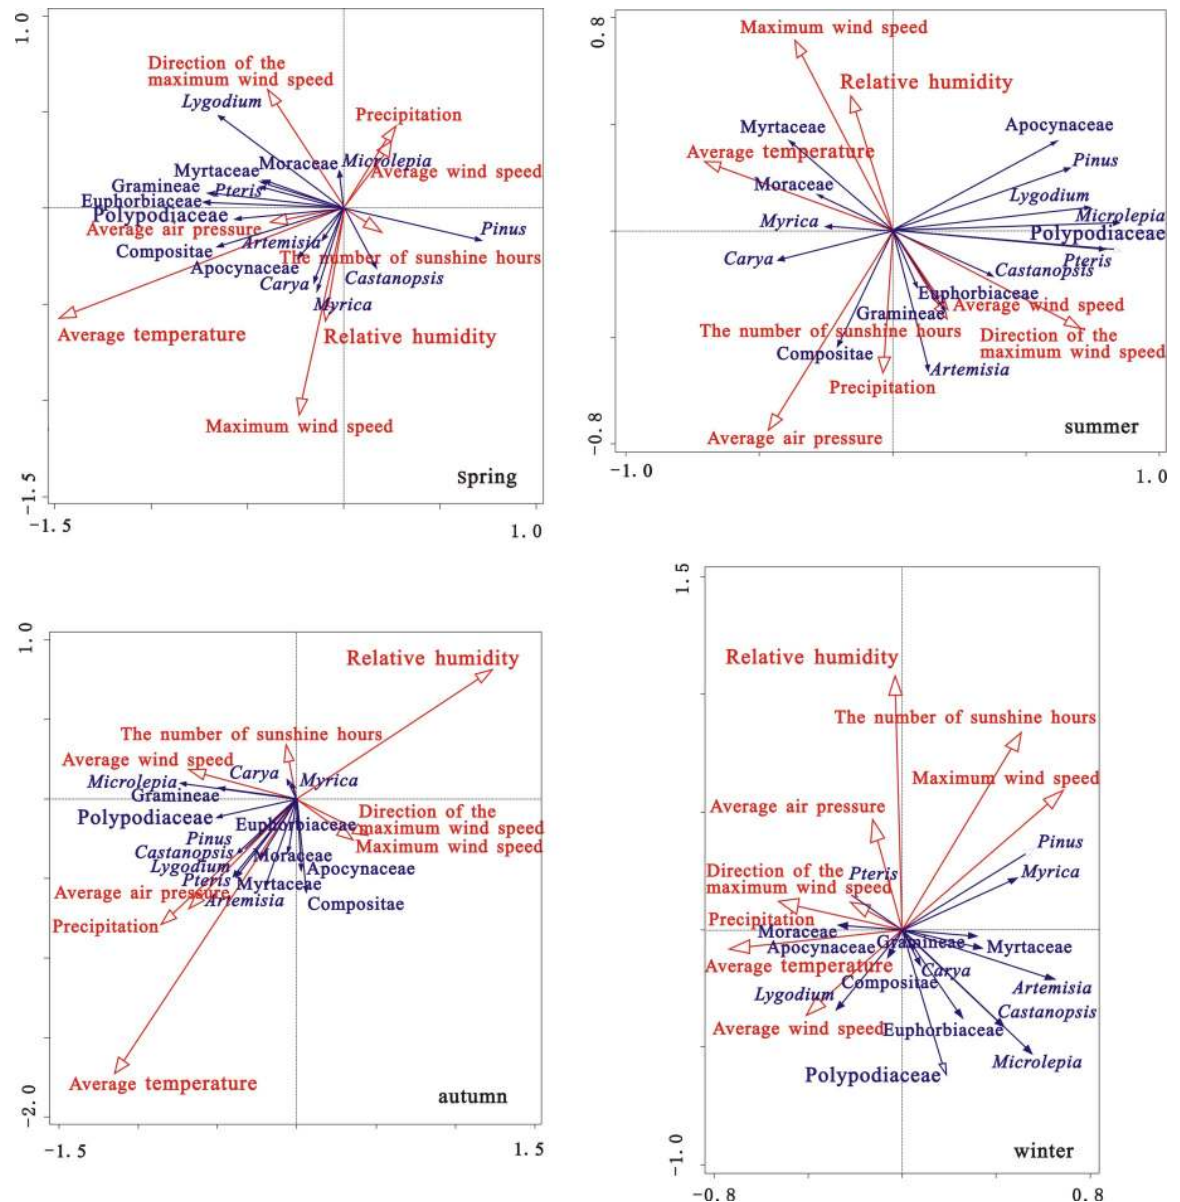 1.0
Direction of the
maximum wind speed
Lygodium
Precipitation
Moraceae
Microlepia
Myrtaceae
Average wind speed
Gramineae
Pteris
Euphorbiaceae
Polypodiaceae
Average air pressure
Pinus
Artemisia
Compositae
The number of sunshine hours
Apocynaceae
Castanopsis
Carya
Myrica
Average temperature
Relative humidity
Maximum wind speed
Spring
-1.5
-1.5
1.0
0.8
Maximum wind speed
Relative humidity
Myrtaceae
Apocynaceae
Average temperature
Pinus
Moraceae
Lygodium
Myrica
Microlepia
Polypodiaceae
Carya
Pteris
Castanopsis
Euphorbiaceae
Average wind speed
Gramineae
The number of sunshine hours
Direction of the
maximum wind speed
Compositae
Artemisia
Precipitation
Average air pressure
summer
-0.8
-1.0
1.0
1.0
Relative humidity
The number of sunshine hours
Average wind speed
Carya
Myrica
Microlepia
Gramineae
Polypodiaceae
Direction of the
maximum wind speed
Euphorbiaceae
Pinus
Maximum wind speed
Castanopsis
Moraceae
Lygodium
Apocynaceae
Pteris
Myrtaceae
Average air pressure
Artemisia
Compositae
Precipitation
Average temperature
autumn
-2.0
-1.5
1.5
1.5
Relative humidity
The number of sunshine hours
Maximum wind speed
Average air pressure
Pinus
Direction of the
maximum wind speed
Pteris
Myrica
Precipitation
Moraceae
Apocynaceae
Gramineae
Myrtaceae
Average temperature
Carya
Compositae
Artemisia
Lygodium
Castanopsis
Average wind speed
Euphorbiaceae
Microlepia
Polypodiaceae
winter
-1.0
-0.8
0.8